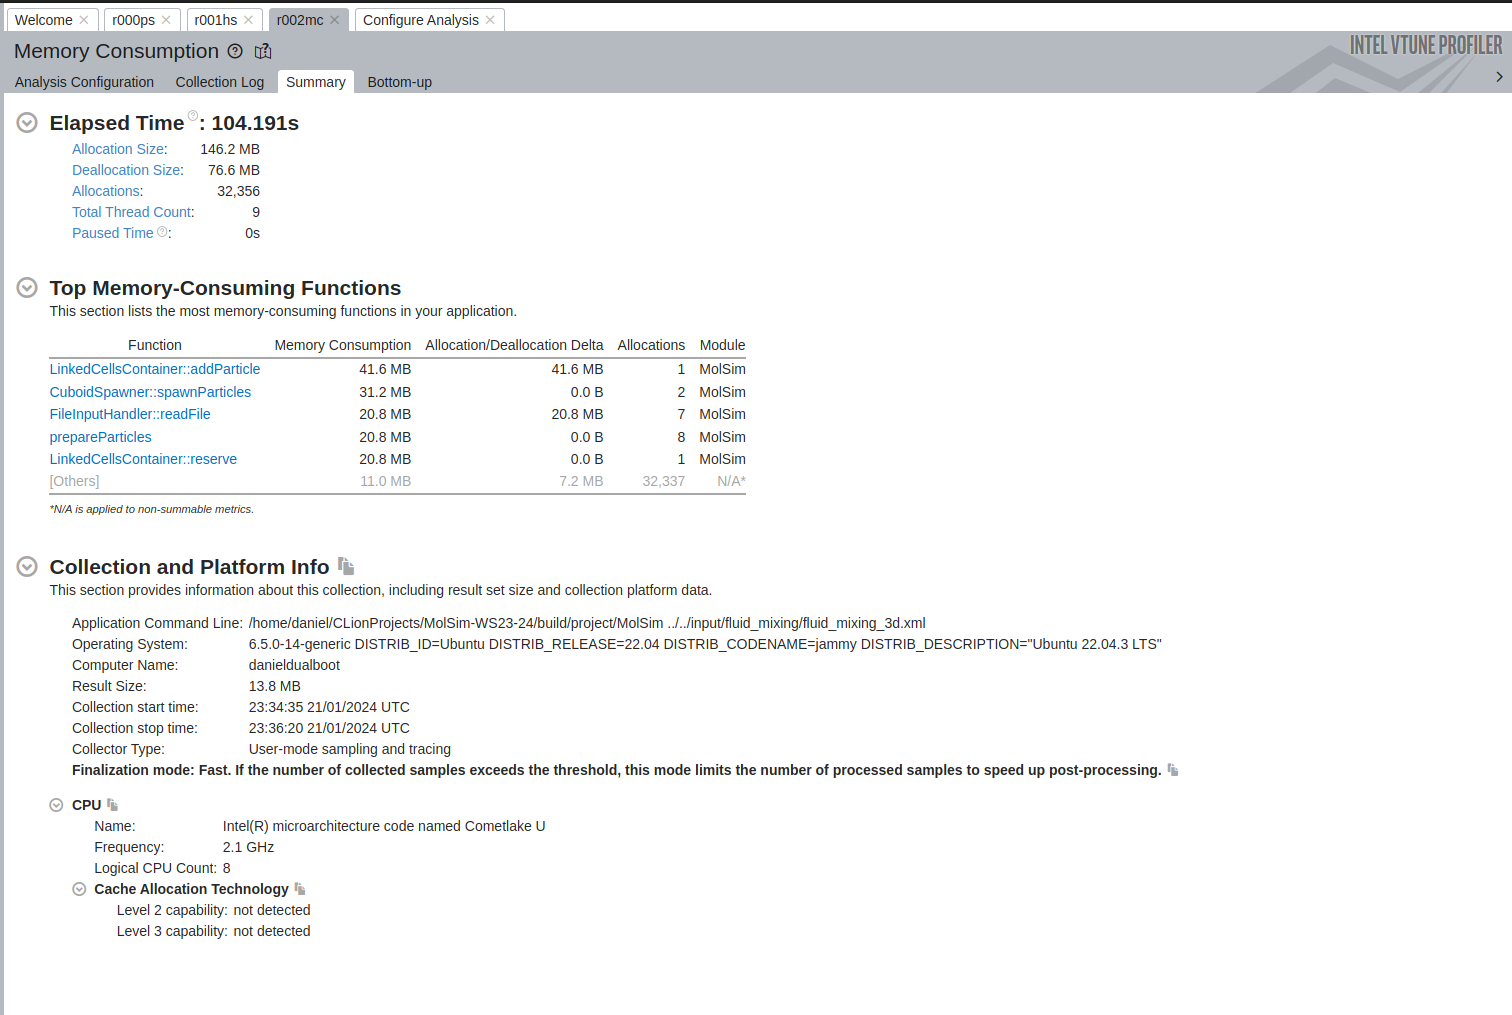 Welcome r000ps r001hs r002mc Configure Analysis
Memory Consumption
INTEL VTUNE PROFILER
Analysis Configuration Collection Log Summary Bottom-up
Elapsed Time : 104.191s
Allocation Size: 146.2 MB
Deallocation Size: 76.6 MB
Allocations: 32,356
Total Thread Count: 9
Paused Time : 0s
Top Memory-Consuming Functions
This section lists the most memory-consuming functions in your application.
Function Memory Consumption Allocation/Deallocation Delta Allocations Module
LinkedCellsContainer::addParticle 41.6 MB 41.6 MB 1 MolSim
CuboidSpawner::spawnParticles 31.2 MB 0.0 B 2 MolSim
FileInputHandler::readFile 20.8 MB 20.8 MB 7 MolSim
prepareParticles 20.8 MB 0.0 B 8 MolSim
LinkedCellsContainer::reserve 20.8 MB 0.0 B 1 MolSim
[Others] 11.0 MB 7.2 MB 32,337 N/A*
*N/A is applied to non-summable metrics.
Collection and Platform Info
This section provides information about this collection, including result set size and collection platform data.
Application Command Line: /home/daniel/CLionProjects/MolSim-WS23-24/build/project/MolSim ../../input/fluid_mixing/fluid_mixing_3d.xml
Operating System: 6.5.0-14-generic DISTRIB_ID=Ubuntu DISTRIB_RELEASE=22.04 DISTRIB_CODENAME=jammy DISTRIB_DESCRIPTION="Ubuntu 22.04.3 LTS"
Computer Name: danieldualboot
Result Size: 13.8 MB
Collection start time: 23:34:35 21/01/2024 UTC
Collection stop time: 23:36:20 21/01/2024 UTC
Collector Type: User-mode sampling and tracing
Finalization mode: Fast. If the number of collected samples exceeds the threshold, this mode limits the number of processed samples to speed up post-processing.
CPU
Name: Intel(R) microarchitecture code named Cometlake U
Frequency: 2.1 GHz
Logical CPU Count: 8
Cache Allocation Technology
Level 2 capability: not detected
Level 3 capability: not detected